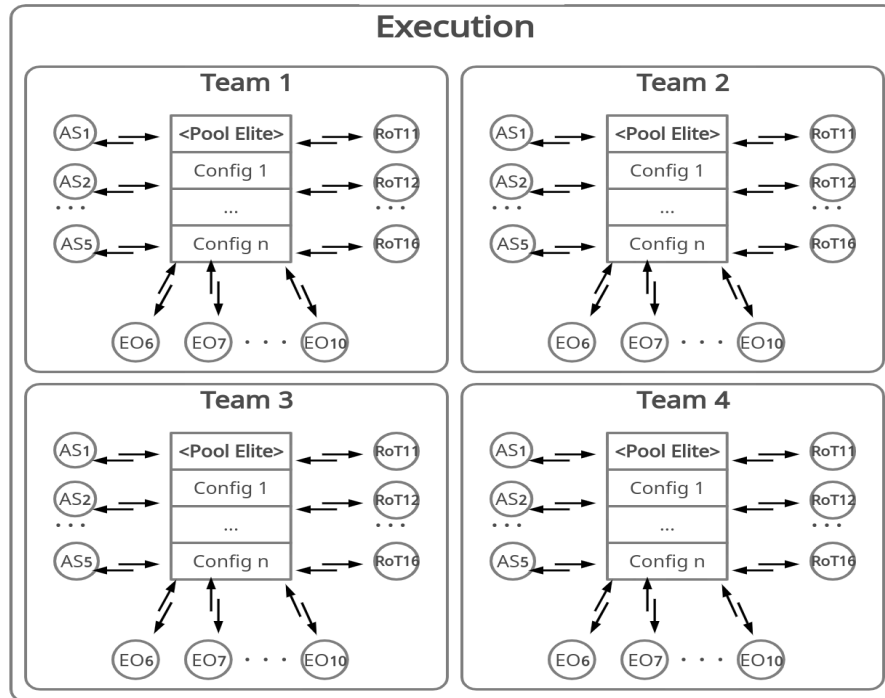 Execution
Team 1
AS1
<Pool Elite>
RoT11
AS2
Config 1
RoT12
. . .
...
. . .
AS5
Config n
RoT16
EO6
EO7
. . .
EO10
Team 2
AS1
<Pool Elite>
RoT11
AS2
Config 1
RoT12
. . .
...
. . .
AS5
Config n
RoT16
EO6
EO7
. . .
EO10
Team 3
AS1
<Pool Elite>
RoT11
AS2
Config 1
RoT12
. . .
...
. . .
AS5
Config n
RoT16
EO6
EO7
. . .
EO10
Team 4
AS1
<Pool Elite>
RoT11
AS2
Config 1
RoT12
. . .
...
. . .
AS5
Config n
RoT16
EO6
EO7
. . .
EO10